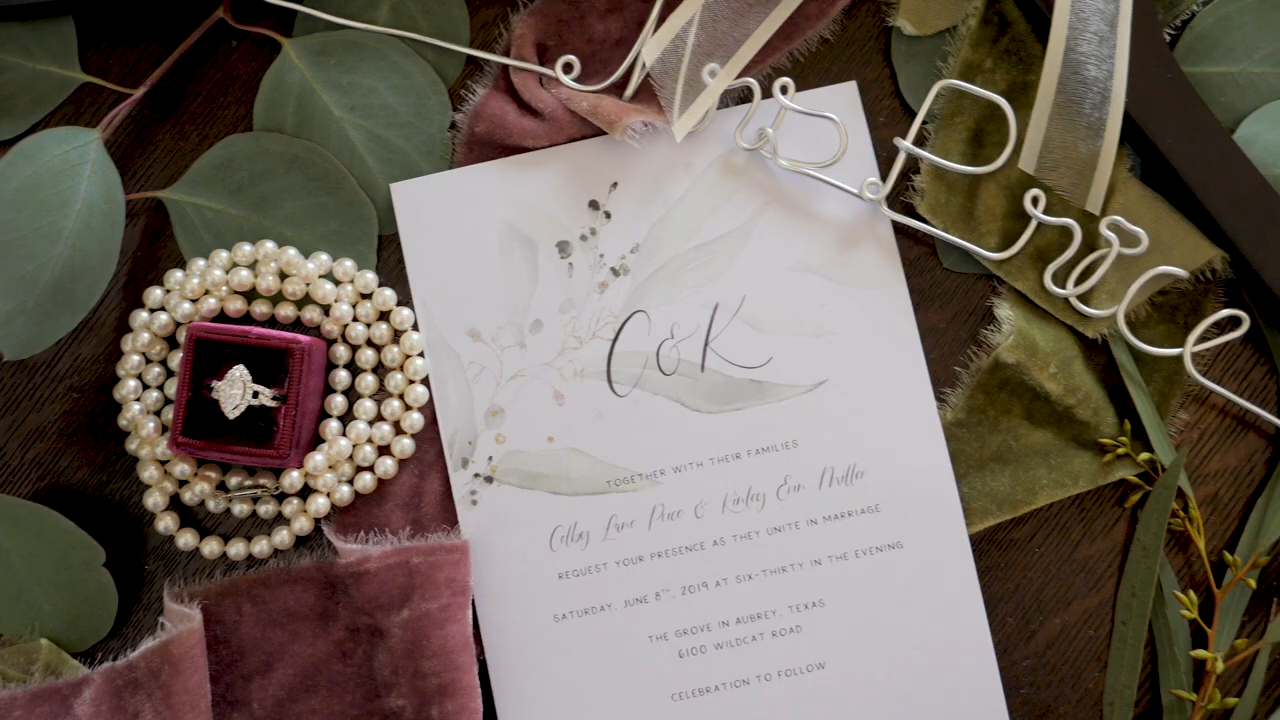 Price
C & K
TOGETHER WITH THEIR FAMILIES
Colby Lane Price & Kinley Erin Muller
REQUEST YOUR PRESENCE AS THEY UNITE IN MARRIAGE
SATURDAY, JUNE 8TH, 2019 AT SIX-THIRTY IN THE EVENING
THE GROVE IN AUBREY, TEXAS
6100 WILDCAT ROAD
CELEBRATION TO FOLLOW